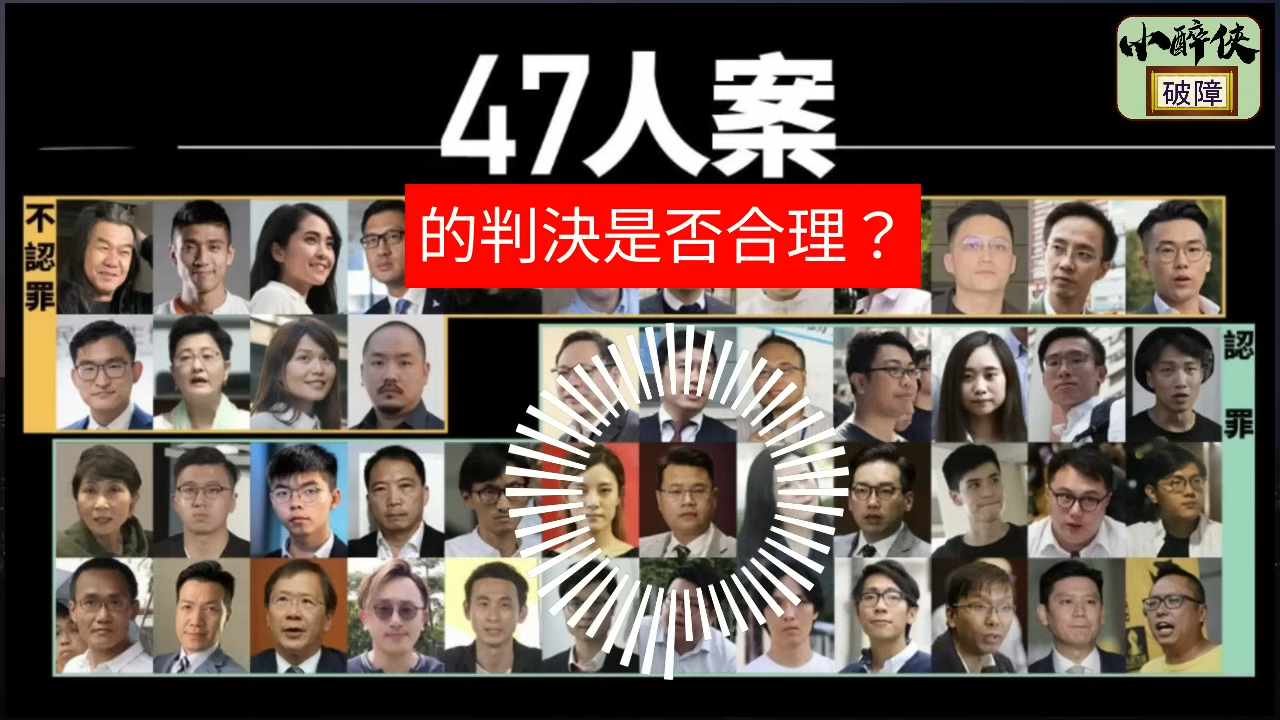 小醉俠
破障
47人案
的判決是否合理？
不認罪
認罪